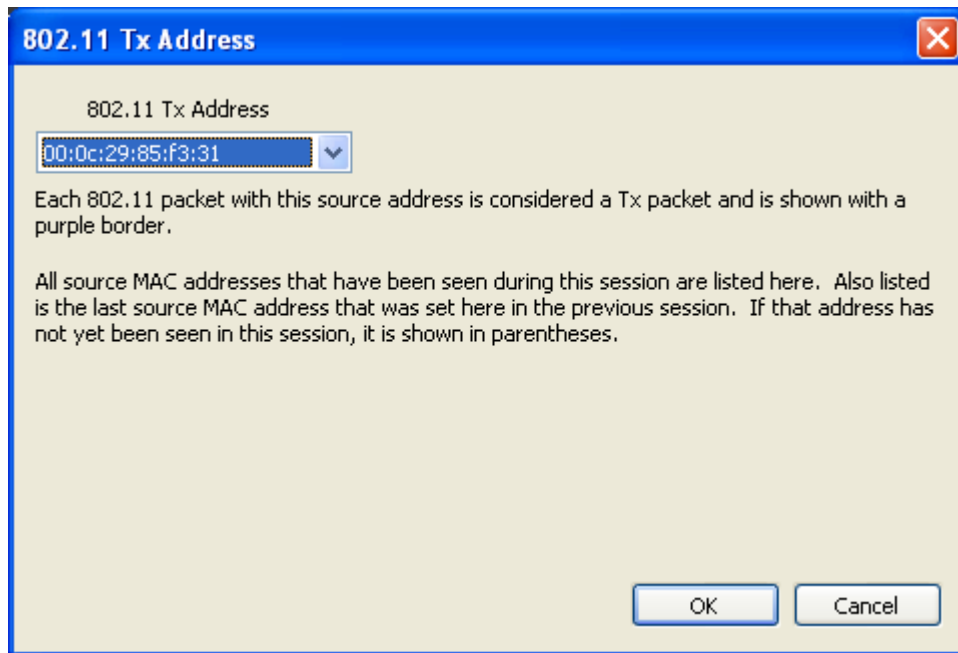 802.11 Tx Address
802.11 Tx Address
00:0c:29:85:f3:31
Each 802.11 packet with this source address is considered a Tx packet and is shown with a
purple border.
All source MAC addresses that have been seen during this session are listed here.  Also listed
is the last source MAC address that was set here in the previous session.  If that address has
not yet been seen in this session, it is shown in parentheses.
OK
Cancel